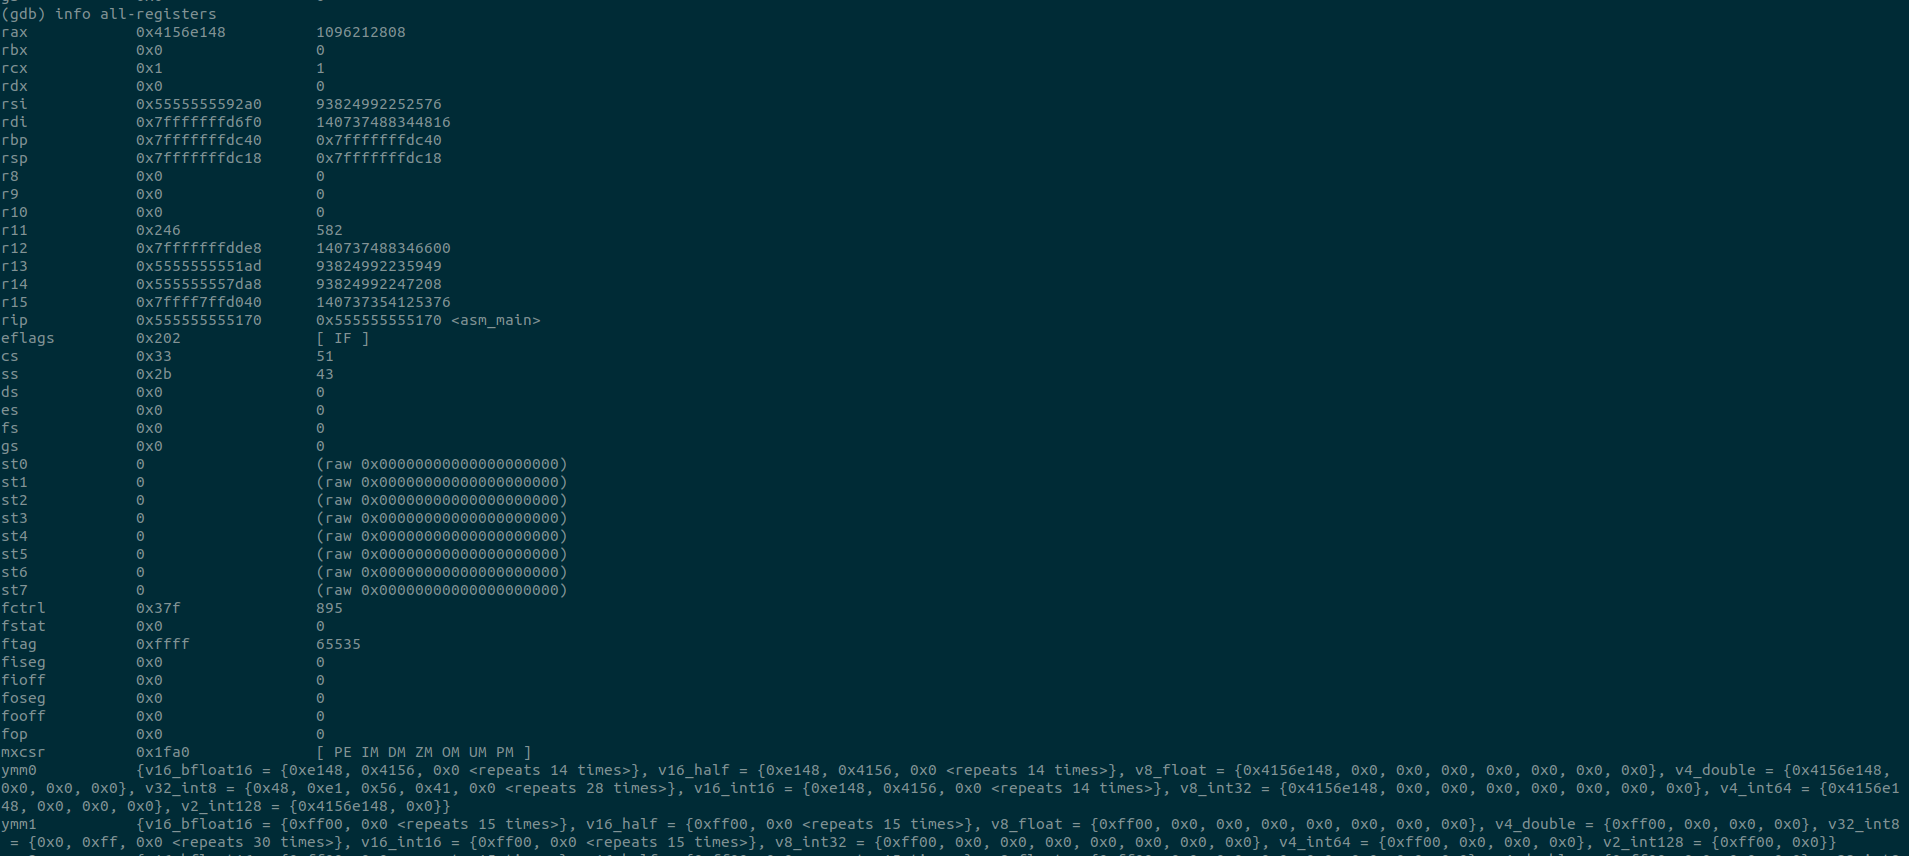 (gdb) info all-registers
rax 0x4156e148 1096212808
rbx 0x0 0
rcx 0x1 1
rdx 0x0 0
rsi 0x5555555592a0 93824992252576
rdi 0x7fffffffd6f0 140737488344816
rbp 0x7fffffffdc40 0x7fffffffdc40
rsp 0x7fffffffdc18 0x7fffffffdc18
r8 0x0 0
r9 0x0 0
r10 0x0 0
r11 0x246 582
r12 0x7fffffffdde8 140737488346600
r13 0x5555555551ad 93824992235949
r14 0x555555557da8 93824992247208
r15 0x7ffff7ffd040 140737354125376
rip 0x555555555170 0x555555555170 <asm_main>
eflags 0x202 [ IF ]
cs 0x33 51
ss 0x2b 43
ds 0x0 0
es 0x0 0
fs 0x0 0
gs 0x0 0
st0 0 (raw 0x00000000000000000000)
st1 0 (raw 0x00000000000000000000)
st2 0 (raw 0x00000000000000000000)
st3 0 (raw 0x00000000000000000000)
st4 0 (raw 0x00000000000000000000)
st5 0 (raw 0x00000000000000000000)
st6 0 (raw 0x00000000000000000000)
st7 0 (raw 0x00000000000000000000)
fctrl 0x37f 895
fstat 0x0 0
ftag 0xffff 65535
fiseg 0x0 0
fioff 0x0 0
foseg 0x0 0
fooff 0x0 0
fop 0x0 0
mxcsr 0x1fa0 [ PE IM DM ZM OM UM PM ]
ymm0 {v16_bfloat16 = {0xe148, 0x4156, 0x0 <repeats 14 times>}, v16_half = {0xe148, 0x4156, 0x0 <repeats 14 times>}, v8_float = {0x4156e148, 0x0, 0x0, 0x0, 0x0, 0x0, 0x0, 0x0}, v4_double = {0x4156e148,
0x0, 0x0, 0x0}, v32_int8 = {0x48, 0xe1, 0x56, 0x41, 0x0 <repeats 28 times>}, v16_int16 = {0xe148, 0x4156, 0x0 <repeats 14 times>}, v8_int32 = {0x4156e148, 0x0, 0x0, 0x0, 0x0, 0x0, 0x0, 0x0}, v4_int64 = {0x4156e1
48, 0x0, 0x0, 0x0}, v2_int128 = {0x4156e148, 0x0}}
ymm1 {v16_bfloat16 = {0xff00, 0x0 <repeats 15 times>}, v16_half = {0xff00, 0x0 <repeats 15 times>}, v8_float = {0xff00, 0x0, 0x0, 0x0, 0x0, 0x0, 0x0, 0x0}, v4_double = {0xff00, 0x0, 0x0, 0x0}, v32_int8
= {0x0, 0xff, 0x0 <repeats 30 times>}, v16_int16 = {0xff00, 0x0 <repeats 15 times>}, v8_int32 = {0xff00, 0x0, 0x0, 0x0, 0x0, 0x0, 0x0, 0x0}, v4_int64 = {0xff00, 0x0, 0x0, 0x0}, v2_int128 = {0xff00, 0x0}}